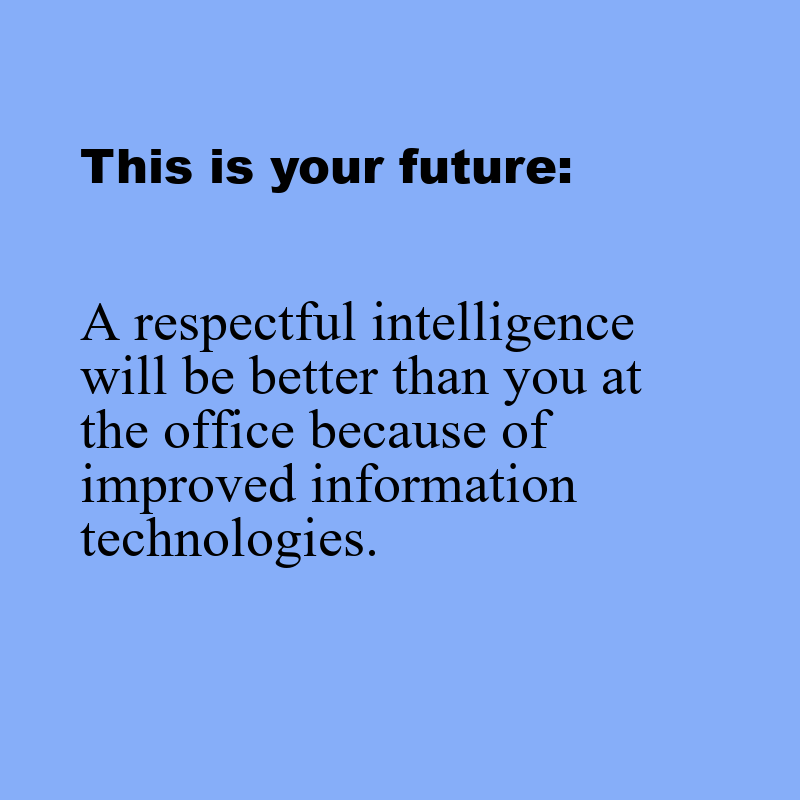 This is your future:
A respectful intelligence
will be better than you at
the office because of
improved information
technologies.